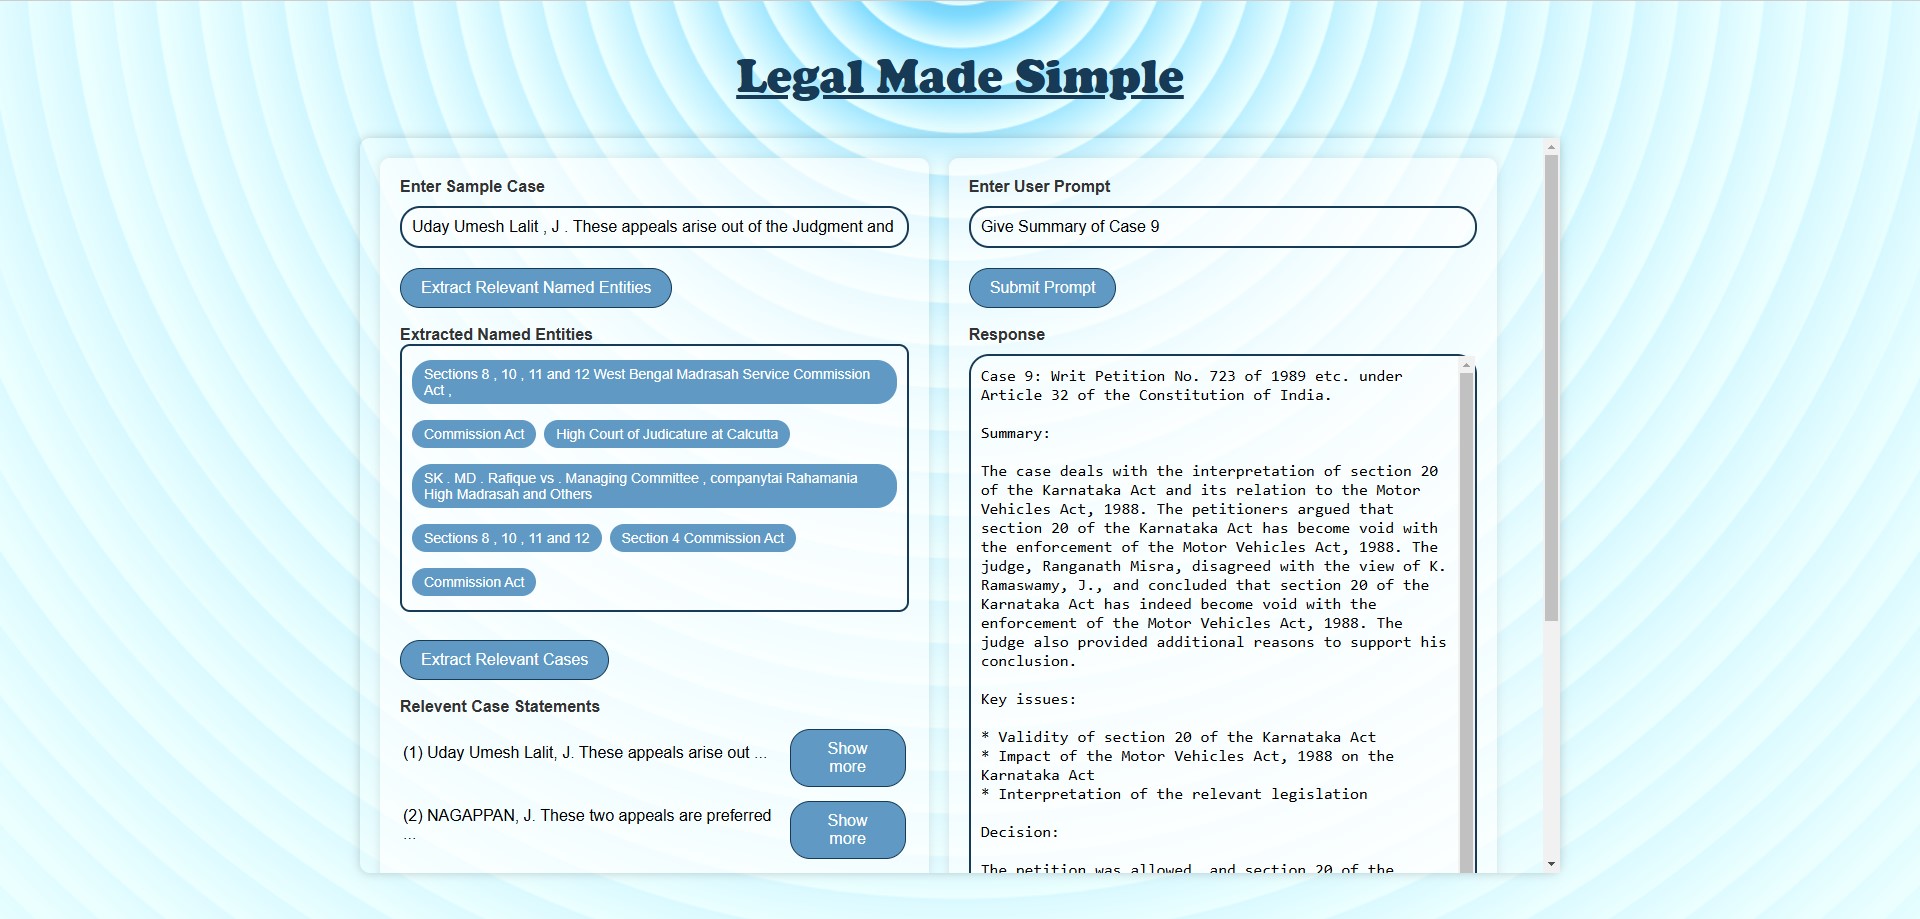 Legal Made Simple
Enter Sample Case
Uday Umesh Lalit , J . These appeals arise out of the Judgment and
Extract Relevant Named Entities
Extracted Named Entities
Sections 8 , 10 , 11 and 12 West Bengal Madrasah Service Commission
Act ,
Commission Act
High Court of Judicature at Calcutta
SK . MD . Rafique vs . Managing Committee , companytai Rahamania
High Madrasah and Others
Sections 8 , 10 , 11 and 12
Section 4 Commission Act
Commission Act
Extract Relevant Cases
Relevent Case Statements
(1) Uday Umesh Lalit, J. These appeals arise out ...
Show
more
(2) NAGAPPAN, J. These two appeals are preferred
...
Show
more
Enter User Prompt
Give Summary of Case 9
Submit Prompt
Response
Case 9: Writ Petition No. 723 of 1989 etc. under
Article 32 of the Constitution of India.
Summary:
The case deals with the interpretation of section 20
of the Karnataka Act and its relation to the Motor
Vehicles Act, 1988. The petitioners argued that
section 20 of the Karnataka Act has become void with
the enforcement of the Motor Vehicles Act, 1988. The
judge, Ranganath Misra, disagreed with the view of K.
Ramaswamy, J., and concluded that section 20 of the
Karnataka Act has indeed become void with the
enforcement of the Motor Vehicles Act, 1988. The
judge also provided additional reasons to support his
conclusion.
Key issues:
* Validity of section 20 of the Karnataka Act
* Impact of the Motor Vehicles Act, 1988 on the
Karnataka Act
* Interpretation of the relevant legislation
Decision:
The petition was allowed, and section 20 of the